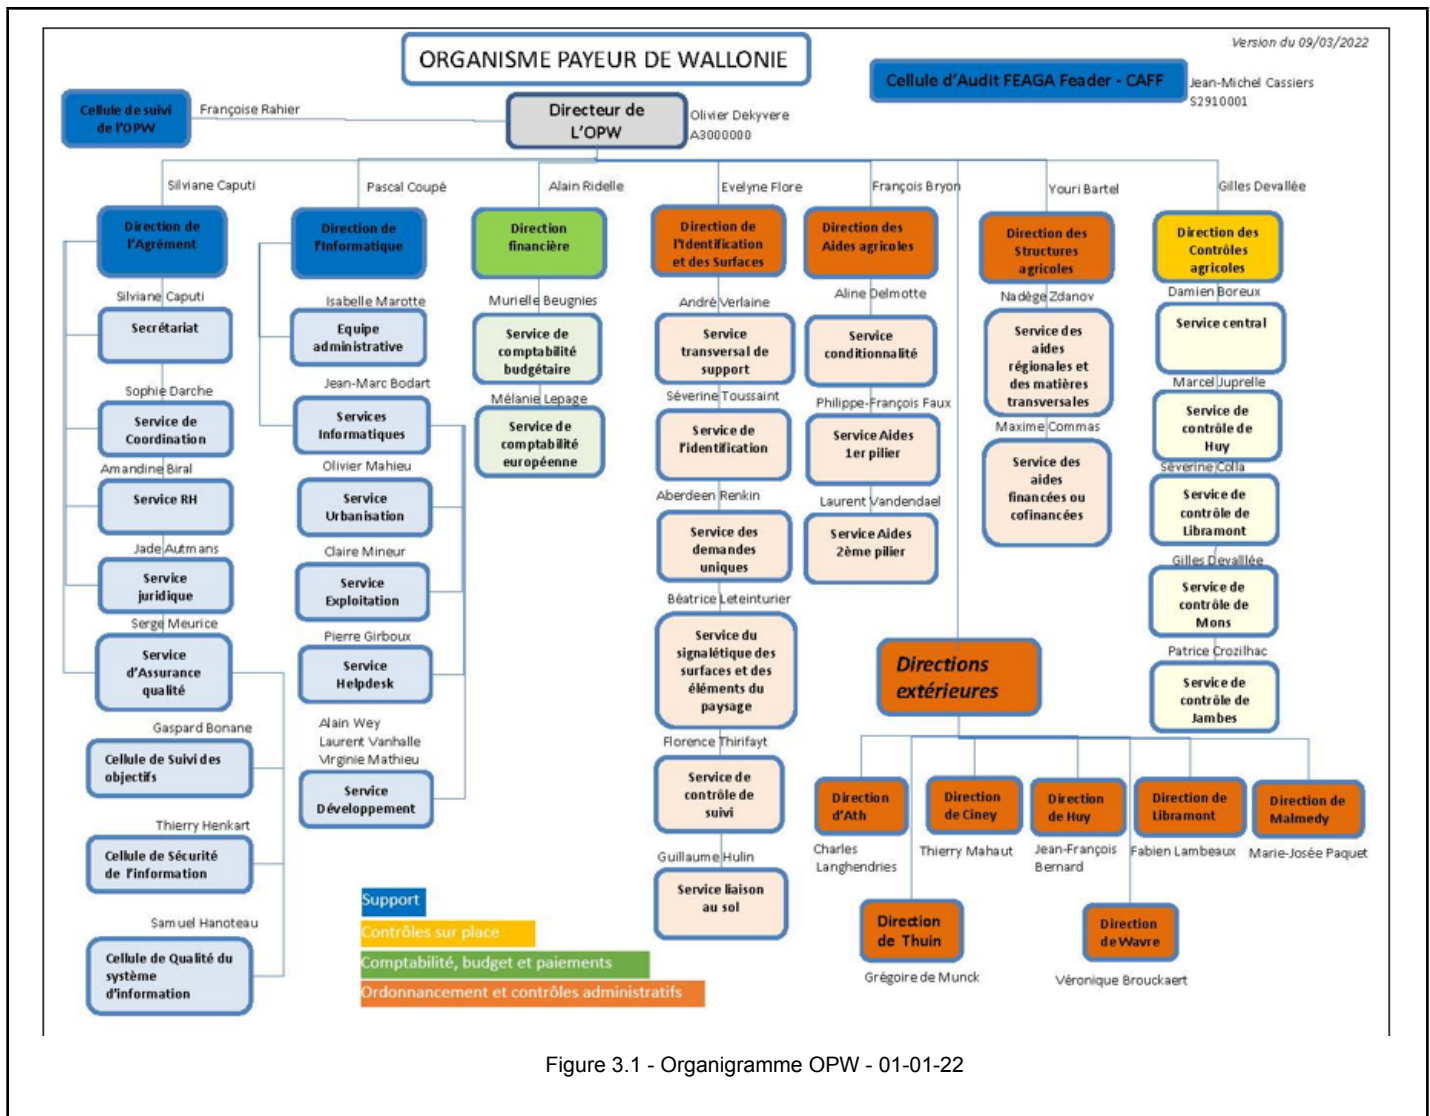 Version du 09/03/2022
ORGANISME PAYEUR DE WALLONIE
Cellule d'Audit FEAGA Feader - CAFF
Jean-Michel Cassiers
S2910001
Cellule de suivi
de l'OPW
Françoise Rahier
Directeur de
L'OPW
Olivier Dekyvere
A3000000
Silviane Caputi
Direction de
l'Agrément
Silviane Caputi
Secrétariat
Sophie Darche
Service de
Coordination
Amandine Biral
Service RH
Jade Autmans
Service
juridique
Serge Meurice
Service
d'Assurance
qualité
Gaspard Bonane
Cellule de Suivi des
objectifs
Thierry Henkart
Cellule de Sécurité
de l'information
Samuel Hanoteau
Cellule de Qualité du
système
d'information
Pascal Coupé
Direction de
l'Informatique
Isabelle Marotte
Equipe
administrative
Jean-Marc Bodart
Services
Informatiques
Olivier Mahieu
Service
Urbanisation
Claire Mineur
Service
Exploitation
Pierre Girboux
Service
Helpdesk
Alain Wey
Laurent Vanhalle
Virginie Mathieu
Service
Développement
Alain Ridelle
Direction
financière
Murielle Beugnies
Service de
comptabilité
budgétaire
Mélanie Lepage
Service de
comptabilité
européenne
Evelyne Flore
Direction de
l'Identification
et des Surfaces
André Verlaine
Service
transversal de
support
Séverine Toussaint
Service de
l'identification
Aberdeen Renkin
Service des
demandes
uniques
Béatrice Leteinturier
Service du
signalétique des
surfaces et des
éléments du
paysage
Florence Thirifayt
Service de
contrôle de
suivi
Guillaume Hulin
Service liaison
au sol
François Bryon
Direction des
Aides agricoles
Aline Delmotte
Service
conditionnalité
Philippe-François Faux
Service Aides
1er pilier
Laurent Vandendael
Service Aides
2ème pilier
Youri Bartel
Direction des
Structures
agricoles
Nadège Zdanov
Service des
aides
régionales et
des matières
transversales
Maxime Commas
Service des
aides
financées ou
cofinancées
Gilles Devallée
Direction des
Contrôles
agricoles
Damien Boreux
Service central
Marcel Juprelle
Service de
contrôle de
Huy
Séverine Colla
Service de
contrôle de
Libramont
Gilles Devalllée
Service de
contrôle de
Mons
Patrice Crozilhac
Service de
contrôle de
Jambes
Directions
extérieures
Direction
d'Ath
Charles
Langhendries
Direction
de Ciney
Thierry Mahaut
Direction
de Huy
Jean-François
Bernard
Direction de
Libramont
Fabien Lambeaux
Direction de
Malmedy
Marie-Josée Paquet
Direction
de Thuin
Grégoire de Munck
Direction
de Wavre
Véronique Brouckaert
Support
Contrôles sur place
Comptabilité, budget et paiements
Ordonnancement et contrôles administratifs
Figure 3.1 - Organigramme OPW - 01-01-22